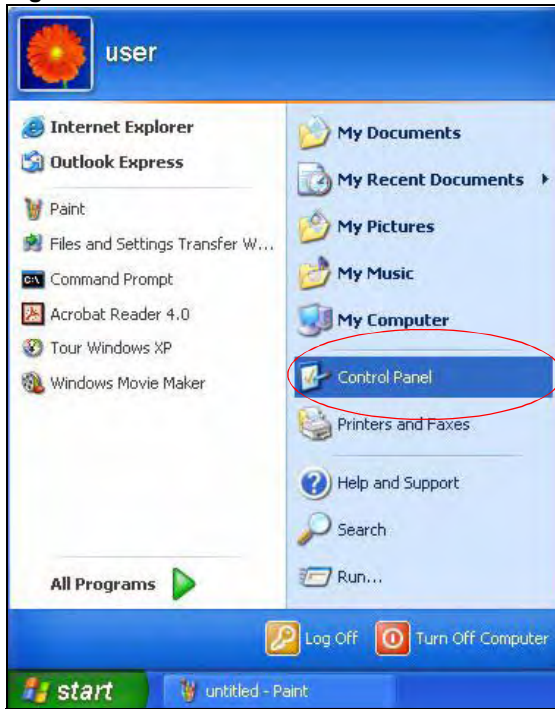 user
Internet Explorer
Outlook Express
Paint
Files and Settings Transfer W...
Command Prompt
Acrobat Reader 4.0
Tour Windows XP
Windows Movie Maker
All Programs
My Documents
My Recent Documents
My Pictures
My Music
My Computer
Control Panel
Printers and Faxes
Help and Support
Search
Run...
Log Off
Turn Off Computer
start
untitled - Paint